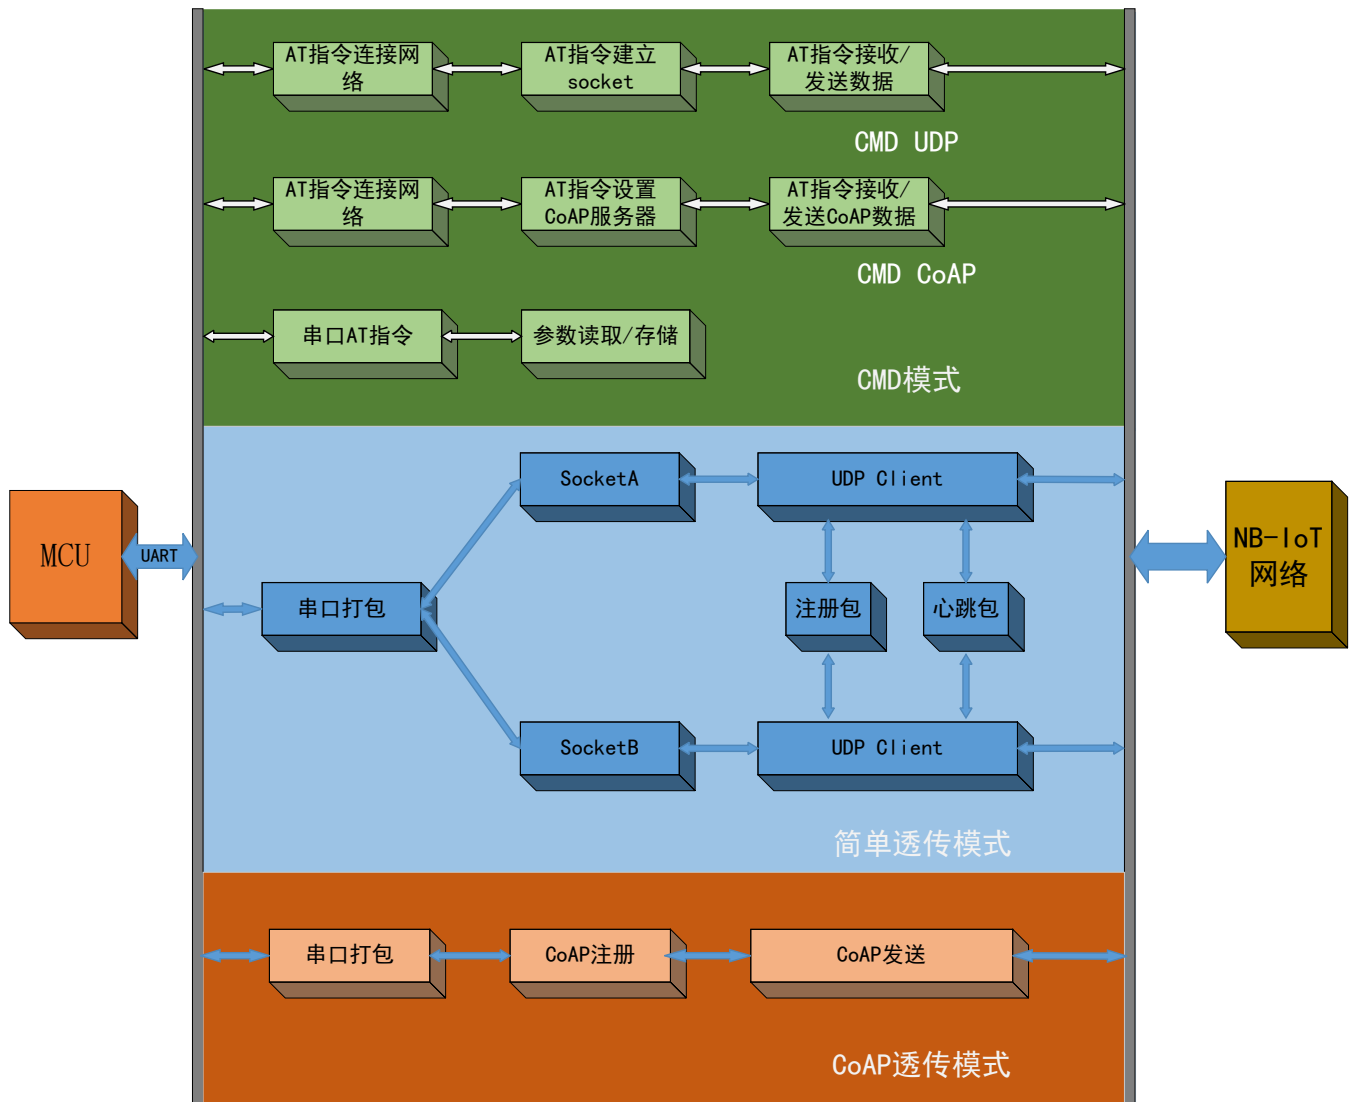 AT指令连接网
络
AT指令建立
socket
AT指令接收/
发送数据
CMD UDP
AT指令连接网
络
AT指令设置
CoAP服务器
AT指令接收/
发送CoAP数据
CMD CoAP
串口AT指令
参数读取/存储
CMD模式
MCU
UART
串口打包
SocketA
UDP Client
注册包
心跳包
SocketB
UDP Client
简单透传模式
NB-IoT
网络
串口打包
CoAP注册
CoAP发送
CoAP透传模式